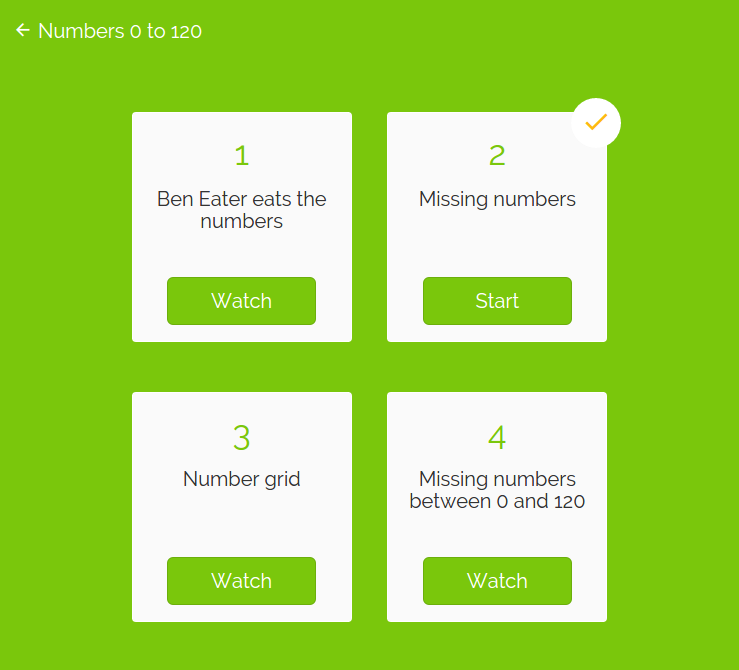 Numbers 0 to 120
1
Ben Eater eats the
numbers
Watch
2
Missing numbers
Start
3
Number grid
Watch
4
Missing numbers
between 0 and 120
Watch